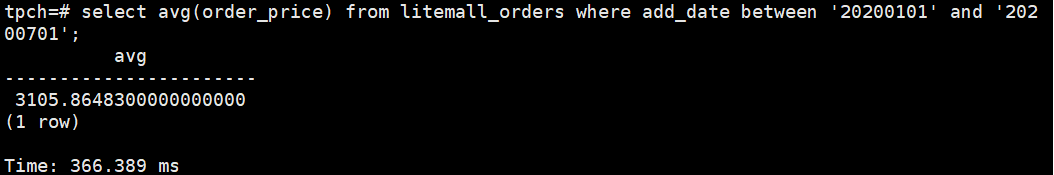 tpch=# select avg(order_price) from litemall_orders where add_date between '20200101' and '202
00701';
avg
-----------------------
3105.8648300000000000
(1 row)
Time: 366.389 ms